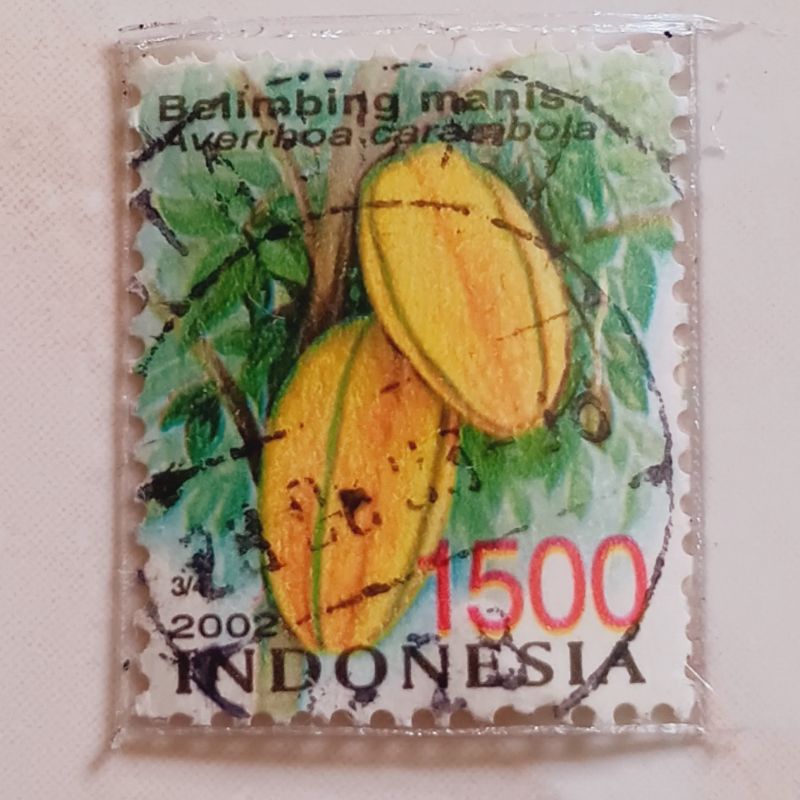 Belimbing manis
Averrhoa carambola
1500
3/4
2002
INDONESIA